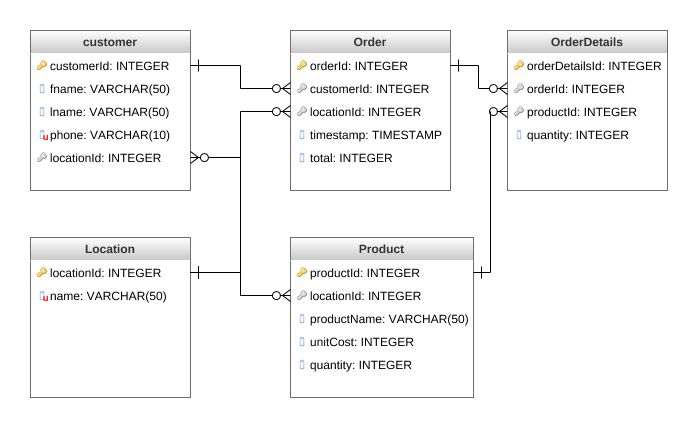 customer
customerId: INTEGER
fname: VARCHAR(50)
lname: VARCHAR(50)
u phone: VARCHAR(10)
locationId: INTEGER
Order
orderId: INTEGER
customerId: INTEGER
locationId: INTEGER
timestamp: TIMESTAMP
total: INTEGER
OrderDetails
orderDetailsId: INTEGER
orderId: INTEGER
productId: INTEGER
quantity: INTEGER
Location
locationId: INTEGER
u name: VARCHAR(50)
Product
productId: INTEGER
locationId: INTEGER
productName: VARCHAR(50)
unitCost: INTEGER
quantity: INTEGER